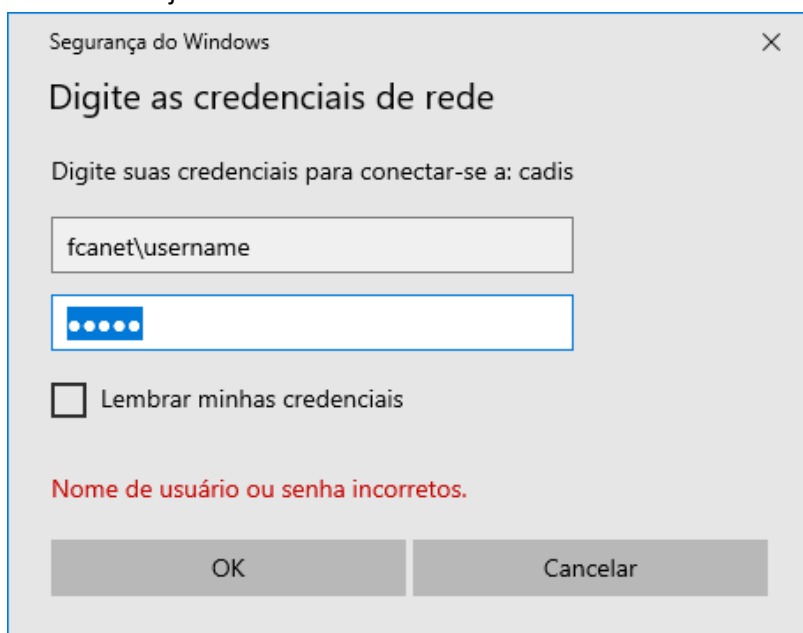 Segurança do Windows
Digite as credenciais de rede
Digite suas credenciais para conectar-se a: cadis
fcanet\username
●●●●●
Lembrar minhas credenciais
Nome de usuário ou senha incorretos.
OK
Cancelar